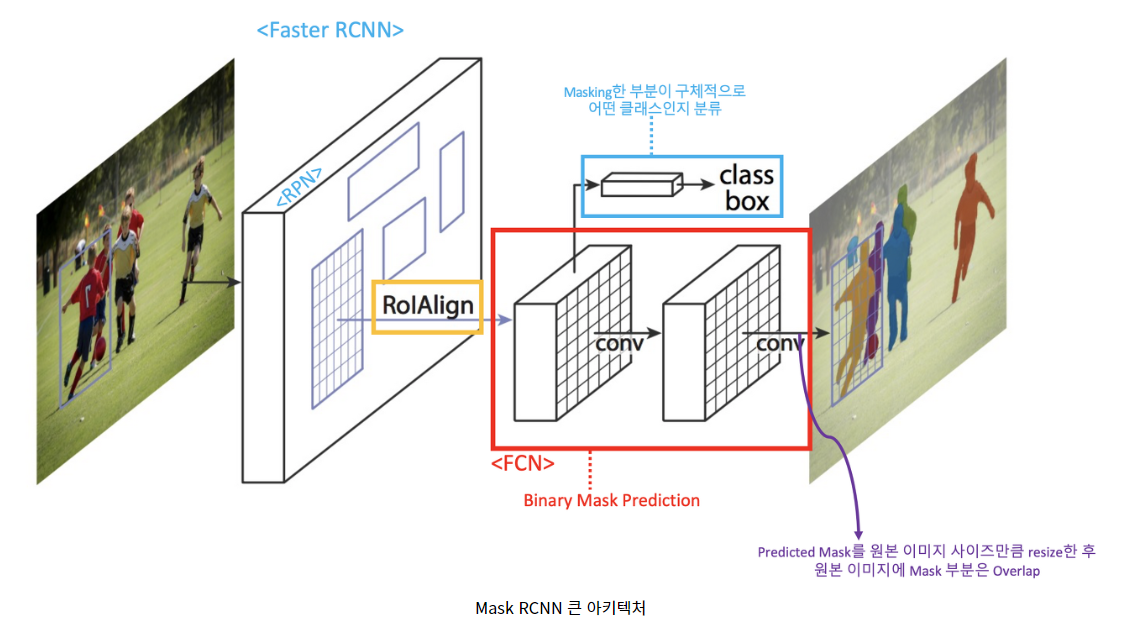 <Faster RCNN>
Masking한 부분이 구체적으로
어떤 클래스인지 분류
<RPN>
class
box
RoIAlign
conv
conv
<FCN>
Binary Mask Prediction
Predicted Mask를 원본 이미지 사이즈만큼 resize한 후
원본 이미지에 Mask 부분은 Overlap
Mask RCNN 큰 아키텍처